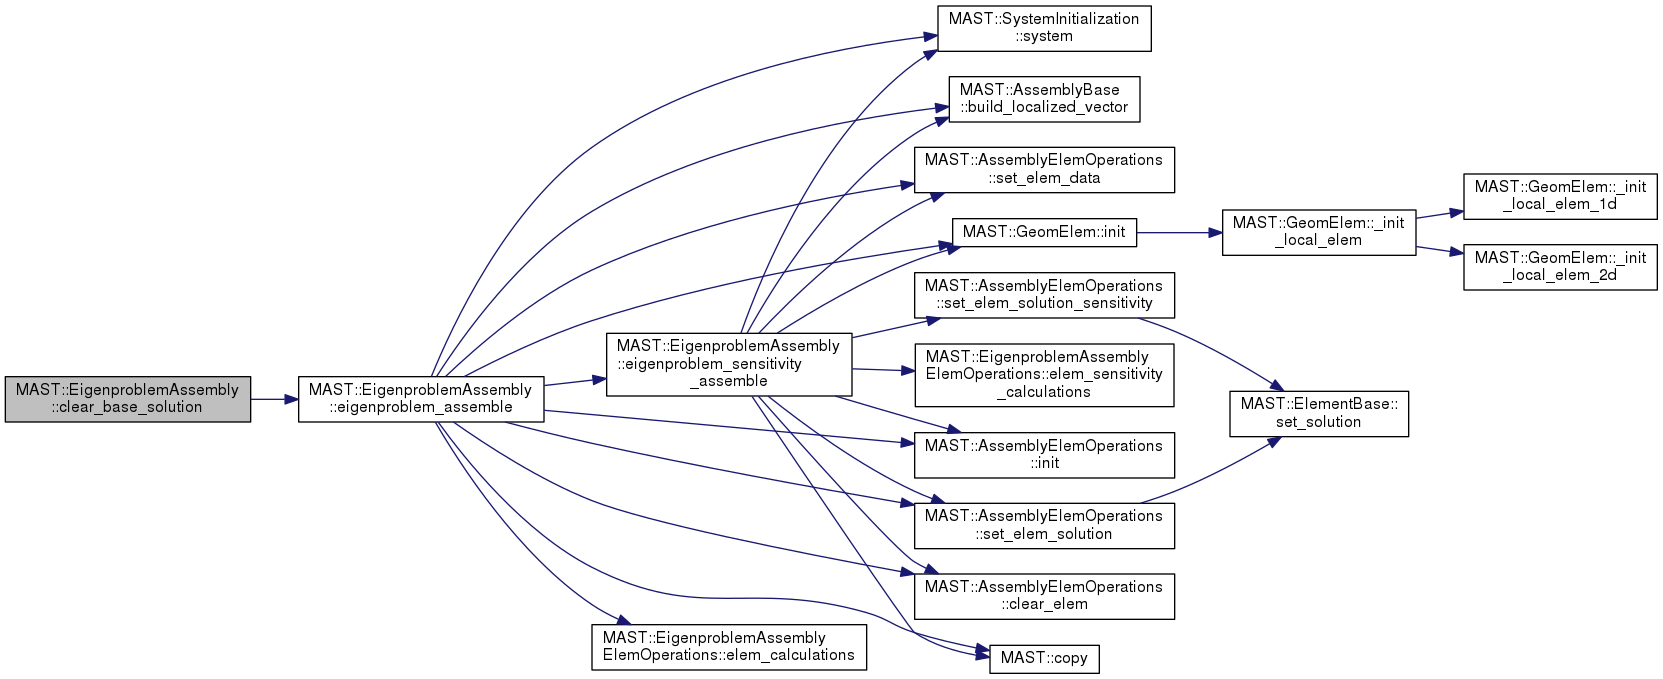 MAST::SystemInitialization
::system
MAST::AssemblyBase
::build_localized_vector
MAST::AssemblyElemOperations
::set_elem_data
MAST::GeomElem::_init
_local_elem_1d
MAST::GeomElem::init
MAST::GeomElem::_init
_local_elem
MAST::GeomElem::_init
_local_elem_2d
MAST::AssemblyElemOperations
::set_elem_solution_sensitivity
MAST::EigenproblemAssembly
::eigenproblem_sensitivity
_assemble
MAST::EigenproblemAssembly
ElemOperations::elem_sensitivity
_calculations
MAST::EigenproblemAssembly
::clear_base_solution
MAST::EigenproblemAssembly
::eigenproblem_assemble
MAST::ElementBase::
set_solution
MAST::AssemblyElemOperations
::init
MAST::AssemblyElemOperations
::set_elem_solution
MAST::AssemblyElemOperations
::clear_elem
MAST::EigenproblemAssembly
ElemOperations::elem_calculations
MAST::copy